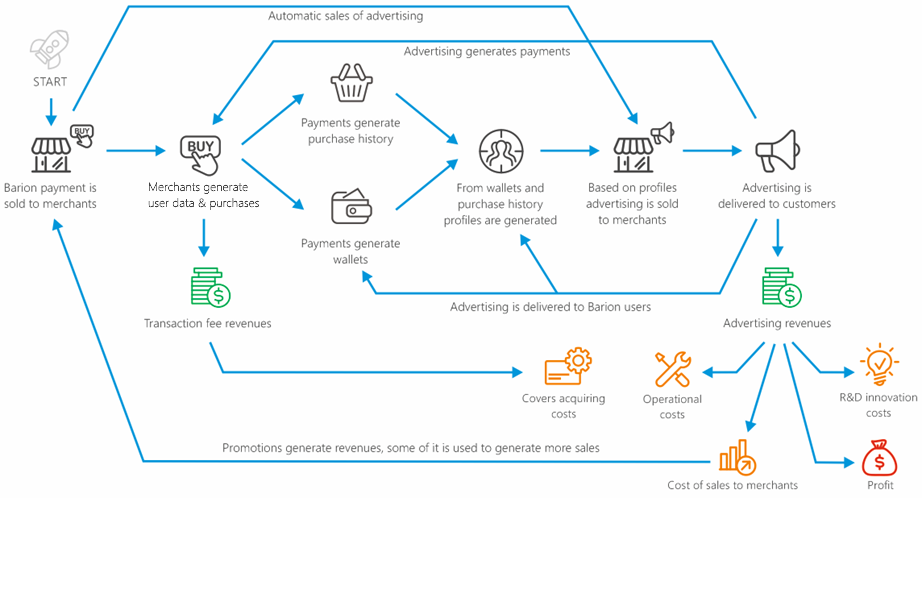 Automatic sales of advertising
Advertising generates payments
START
BUY
Barion payment is
sold to merchants
BUY
Merchants generate
user data & purchases
Payments generate
purchase history
Payments generate
wallets
From wallets and
purchase history
profiles are generated
Based on profiles
advertising is sold
to merchants
Advertising is
delivered to customers
Advertising is delivered to Barion users
$
Transaction fee revenues
$
Advertising revenues
Covers acquiring
costs
Operational
costs
R&D innovation
costs
Promotions generate revenues, some of it is used to generate more sales
Cost of sales to merchants
$
Profit